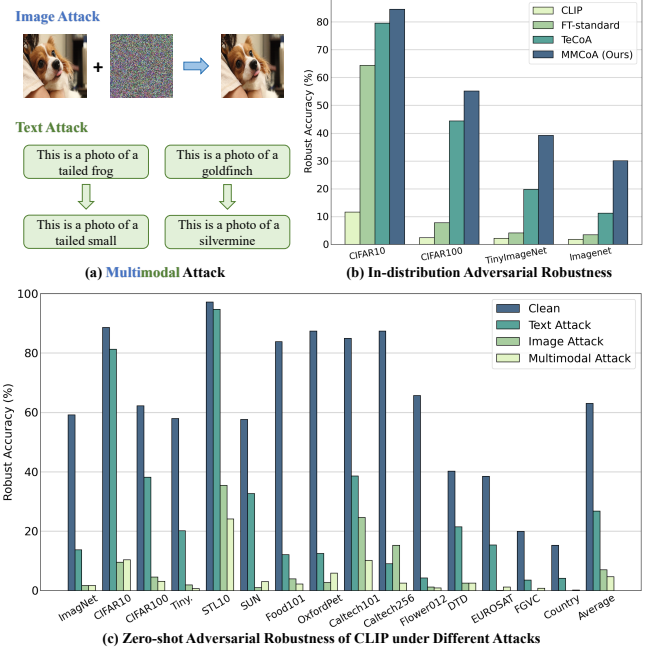 Image Attack
+
Text Attack
This is a photo of a
tailed frog
This is a photo of a
goldfinch
This is a photo of a
tailed small
This is a photo of a
silvermine
(a) Multimodal Attack
Robust Accuracy (%)
80
70
60
50
40
30
20
10
0
CLIP
FT-standard
TeCoA
MMCoA (Ours)
CIFAR10
CIFAR100
TinyImageNet
Imagenet
(b) In-distribution Adversarial Robustness
Robust Accuracy (%)
100
80
60
40
20
0
Clean
Text Attack
Image Attack
Multimodal Attack
ImagNet
CIFAR10
CIFAR100
Tiny.
STL10
SUN
Food101
OxfordPet
Caltech101
Caltech256
Flower012
DTD
EUROSAT
FGVC
Country
Average
(c) Zero-shot Adversarial Robustness of CLIP under Different Attacks